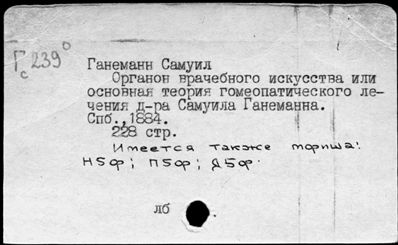 Гс 239°
Ганеманн Самуил
Органон врачебного искусства или
основная теория гомеопатического ле-
чения д-ра Самуила Ганеманна.
Спб.,1884.
228 стр.
Имеется также
Н5ф; П5ф; Д5ф.
лб